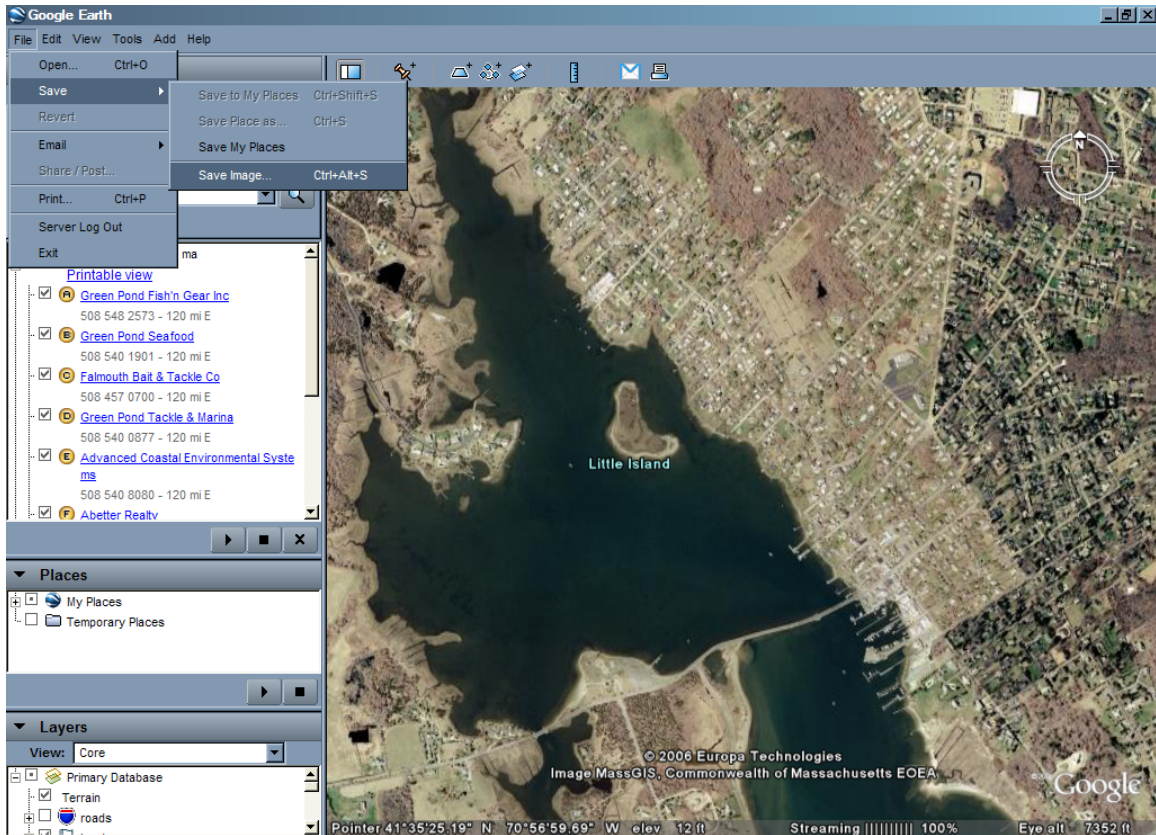 Google Earth
File Edit View Tools Add Help
Open... Ctrl+O
Save
Revert
Email
Share / Post...
Print... Ctrl+P
Server Log Out
Exit
Save to My Places Ctrl+Shift+S
Save Place as... Ctrl+S
Save My Places
Save Image... Ctrl+Alt+S
ma
Printable view
A Green Pond Fish'n Gear Inc
508 548 2573 - 120 mi E
B Green Pond Seafood
508 540 1901 - 120 mi E
C Falmouth Bait & Tackle Co
508 457 0700 - 120 mi E
D Green Pond Tackle & Marina
508 540 0877 - 120 mi E
E Advanced Coastal Environmental Syste
ms
508 540 8080 - 120 mi E
F Abetter Realty
Places
My Places
Temporary Places
Layers
View: Core
Primary Database
Terrain
roads
N
Little Island
© 2006 Europa Technologies
Image MassGIS, Commonwealth of Massachusetts EOEA
Google
Pointer 41°35'25.19" N 70°56'59.69" W elev 12 ft Streaming |||||||||| 100% Eye alt 7352 ft